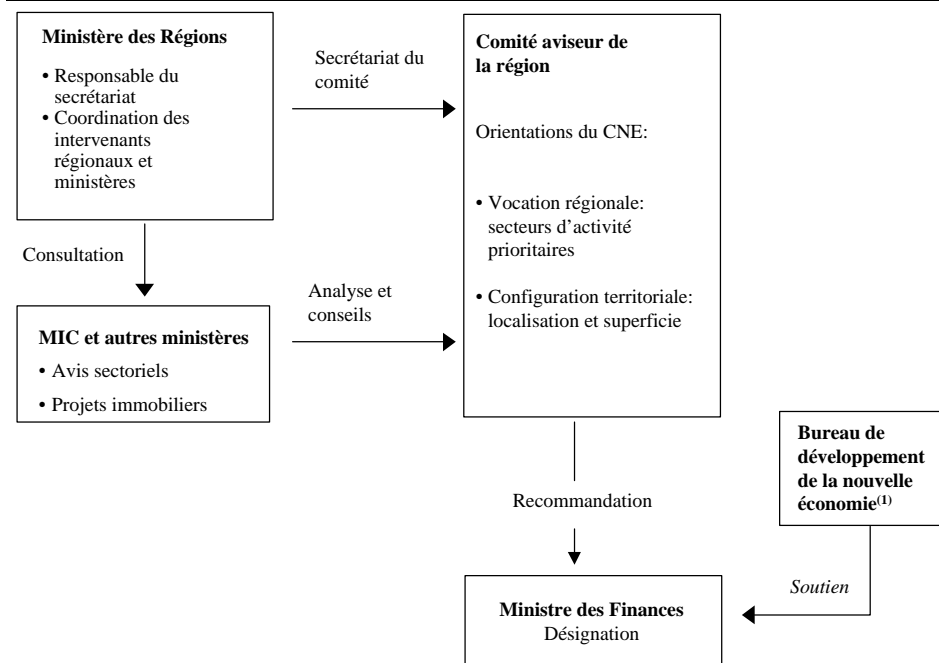 Ministère des Régions
• Responsable du
secrétariat
• Coordination des
intervenants
régionaux et
ministères
Secrétariat du
comité
Comité aviseur de
la région
Orientations du CNE:
• Vocation régionale:
secteurs d’activité
prioritaires
• Configuration territoriale:
localisation et superficie
Consultation
Analyse et
conseils
MIC et autres ministères
• Avis sectoriels
• Projets immobiliers
Recommandation
Bureau de
développement
de la nouvelle
économie(1)
Soutien
Ministre des Finances
Désignation